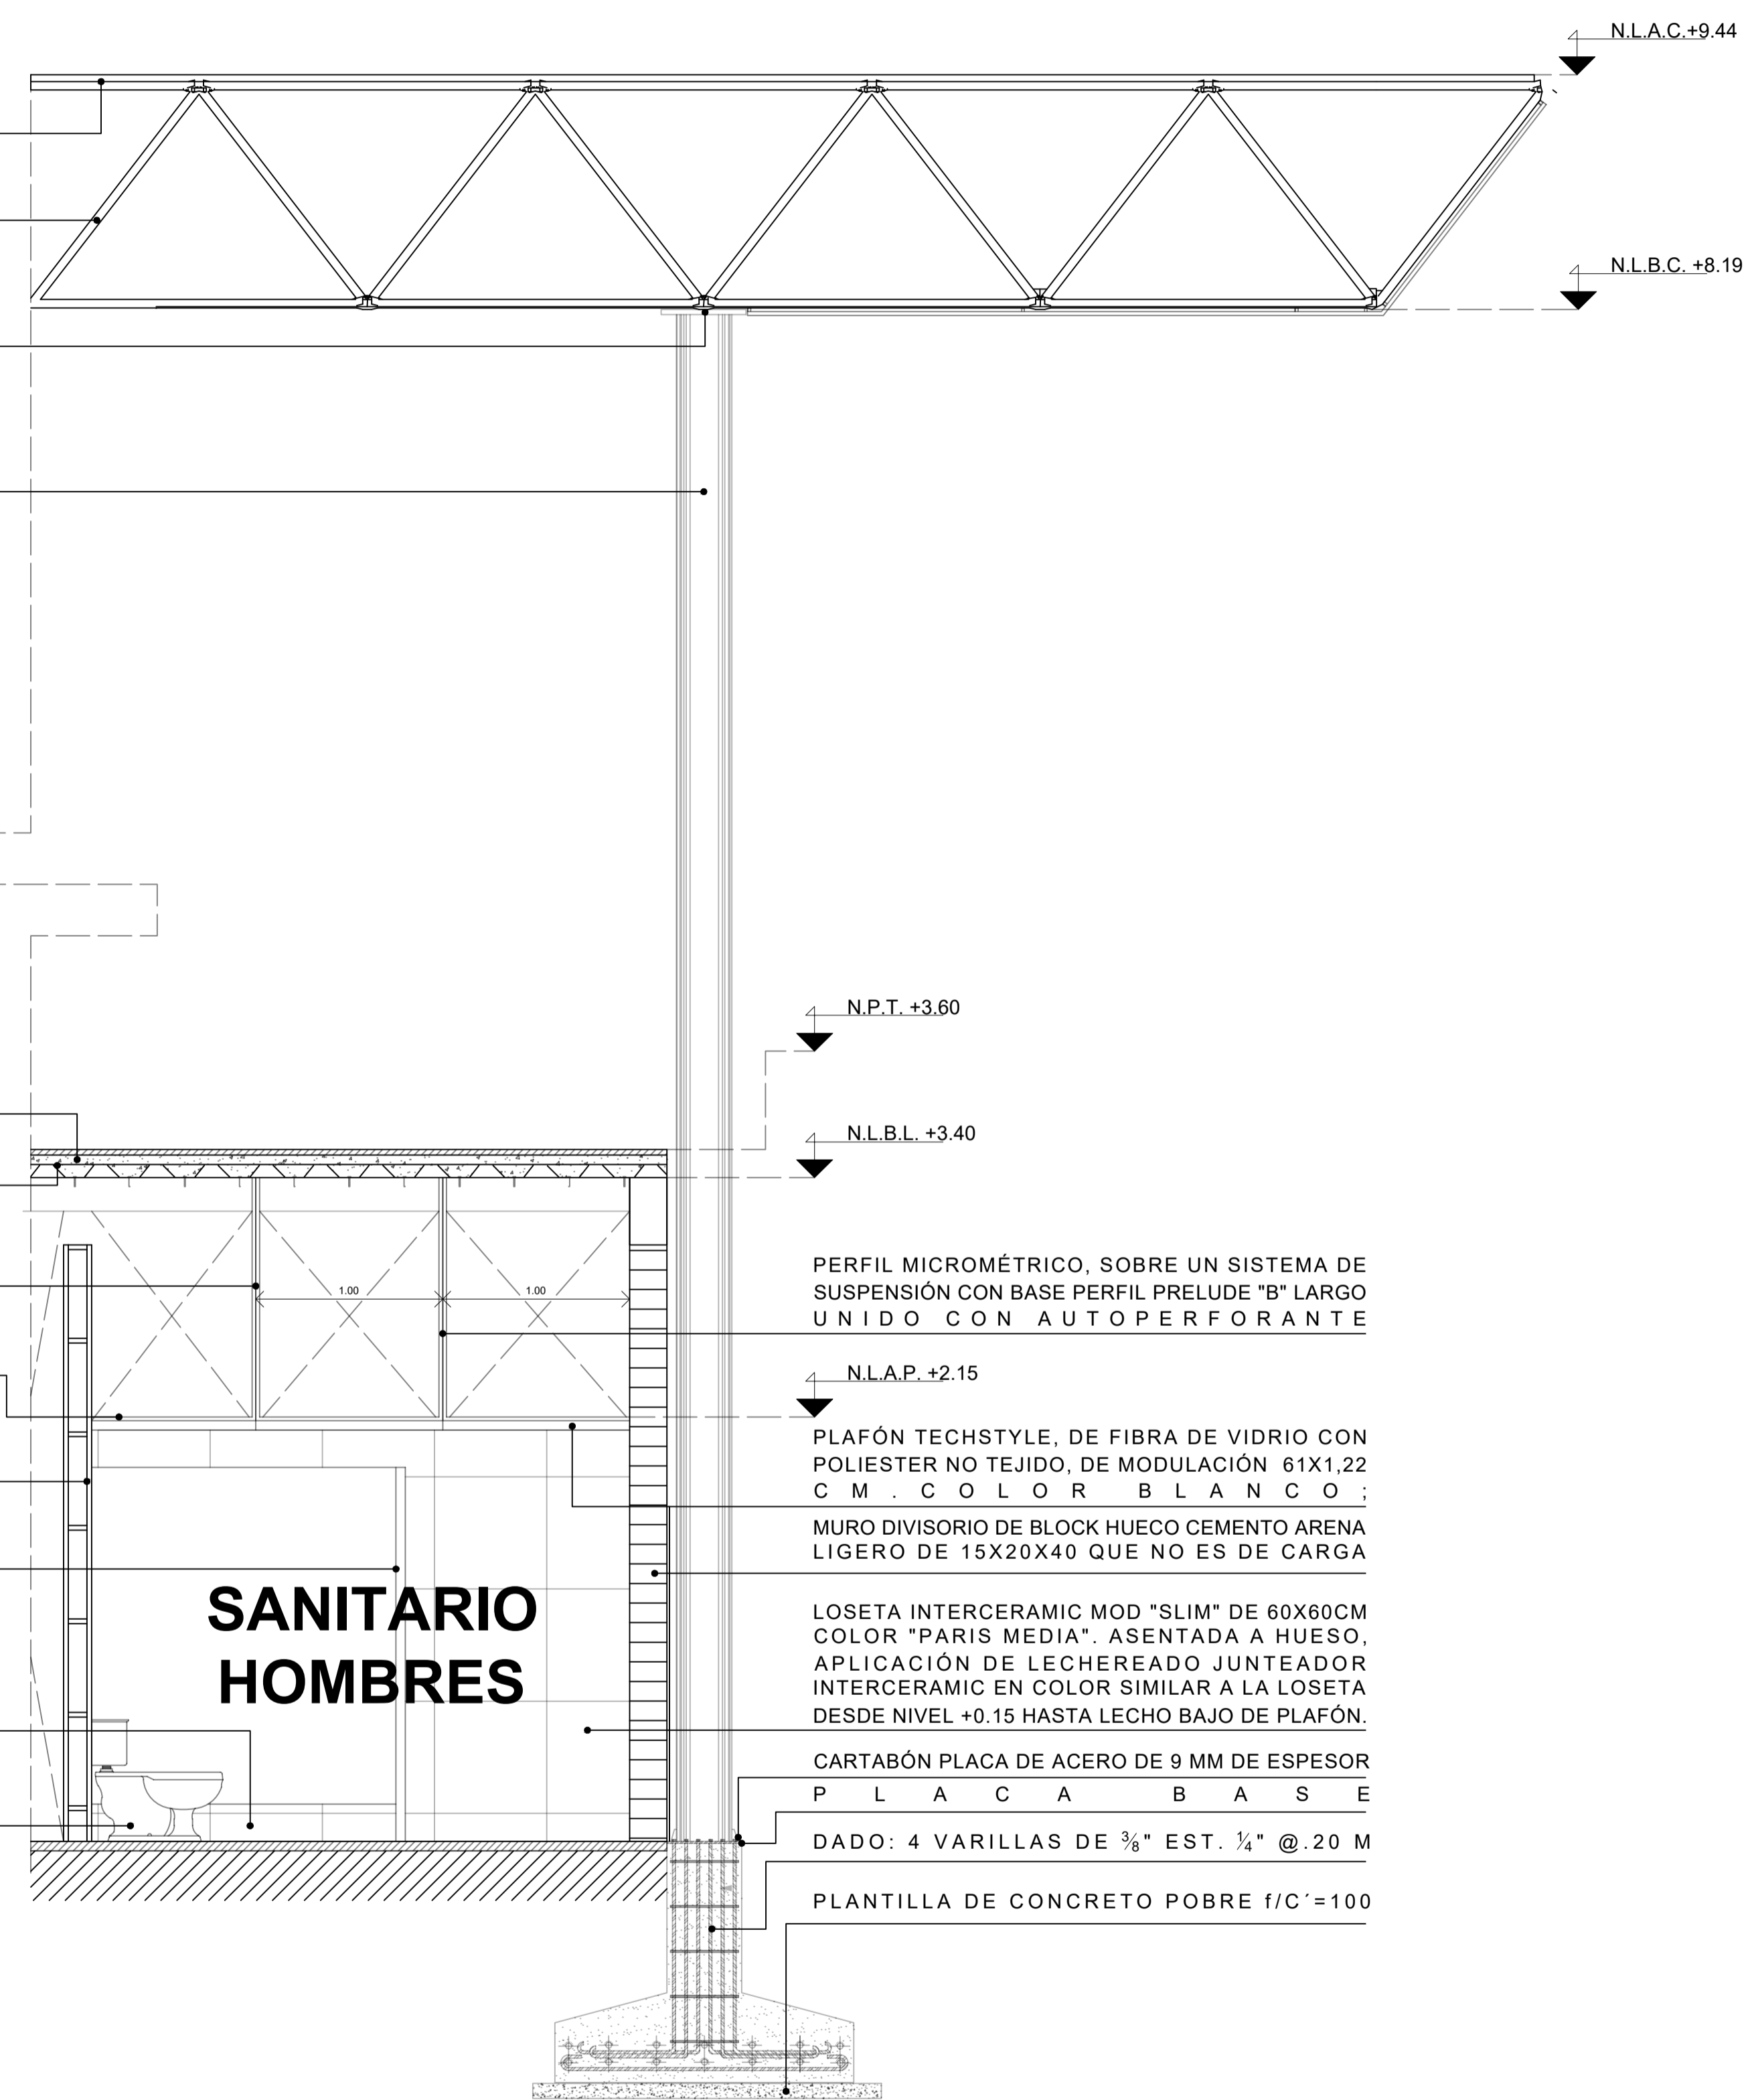 N.L.A.C.+9.44
N.L.B.C. +8.19
N.P.T. +3.60
N.L.B.L. +3.40
PERFIL MICROMÉTRICO, SOBRE UN SISTEMA DE
SUSPENSIÓN CON BASE PERFIL PRELUDE "B" LARGO
UNIDO CON AUTOPERFORANTE
1.00
1.00
N.L.A.P. +2.15
PLAFÓN TECHSTYLE, DE FIBRA DE VIDRIO CON
POLIESTER NO TEJIDO, DE MODULACIÓN 61X1,22
CM. COLOR BLANCO;
MURO DIVISORIO DE BLOCK HUECO CEMENTO ARENA
LIGERO DE 15X20X40 QUE NO ES DE CARGA
SANITARIO
HOMBRES
LOSETA INTERCERAMIC MOD "SLIM" DE 60X60CM
COLOR "PARIS MEDIA". ASENTADA A HUESO,
APLICACIÓN DE LECHEREADO JUNTEADOR
INTERCERAMIC EN COLOR SIMILAR A LA LOSETA
DESDE NIVEL +0.15 HASTA LECHO BAJO DE PLAFÓN.
CARTABÓN PLACA DE ACERO DE 9 MM DE ESPESOR
PLACA BASE
DADO: 4 VARILLAS DE ⅜" EST. ¼" @.20 M
PLANTILLA DE CONCRETO POBRE f/C´=100